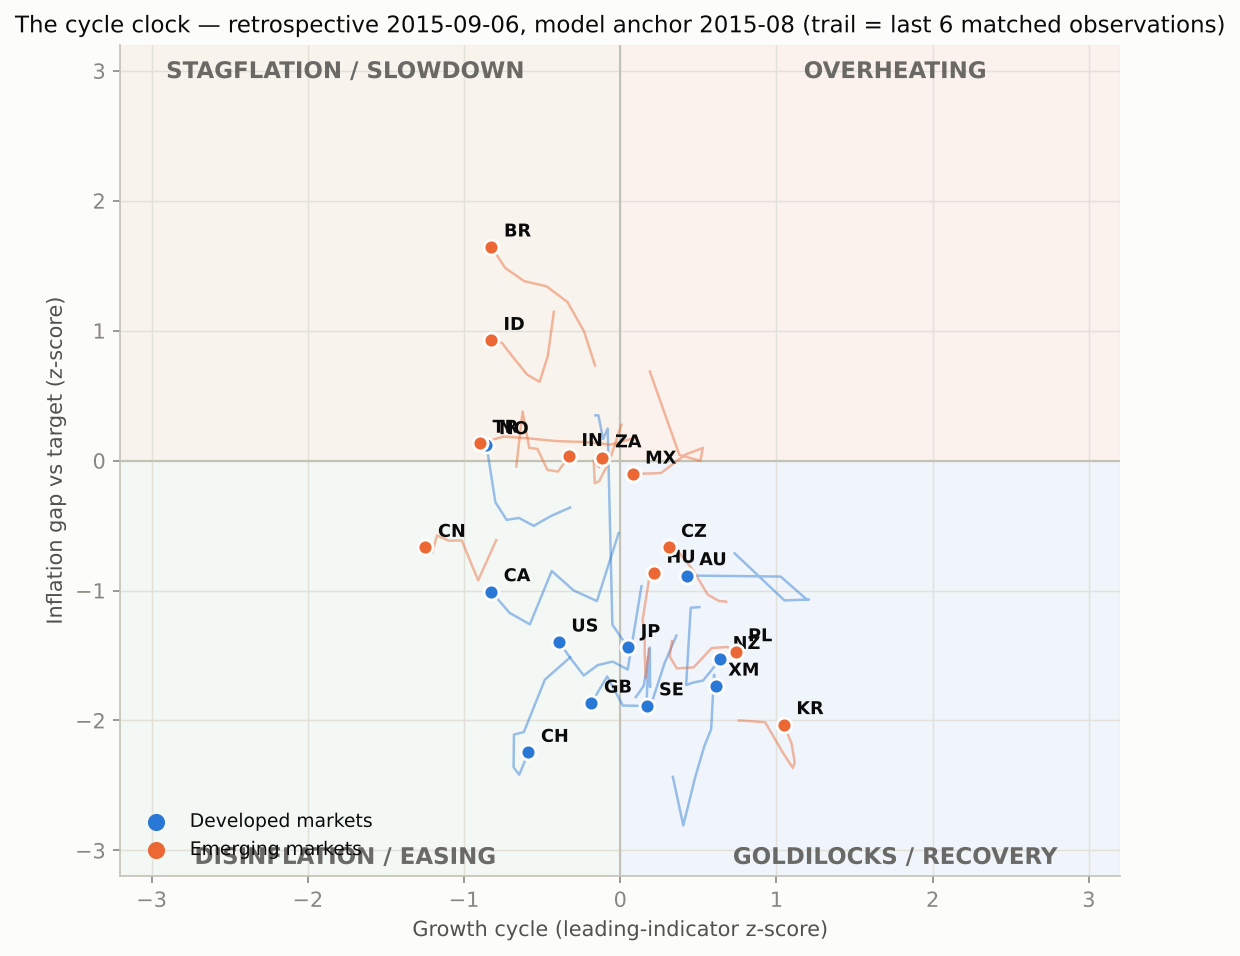 The cycle clock — retrospective 2015-09-06, model anchor 2015-08 (trail = last 6 matched observations)
STAGFLATION / SLOWDOWN
OVERHEATING
3
2
1
0
−1
−2
−3
Inflation gap vs target (z-score)
BR
ID
TR
NO
IN
ZA
MX
CN
CZ
HU
AU
CA
US
JP
PL
NZ
XM
GB
SE
KR
CH
Developed markets
Emerging markets
DISINFLATION / EASING
GOLDILOCKS / RECOVERY
−3
−2
−1
0
1
2
3
Growth cycle (leading-indicator z-score)